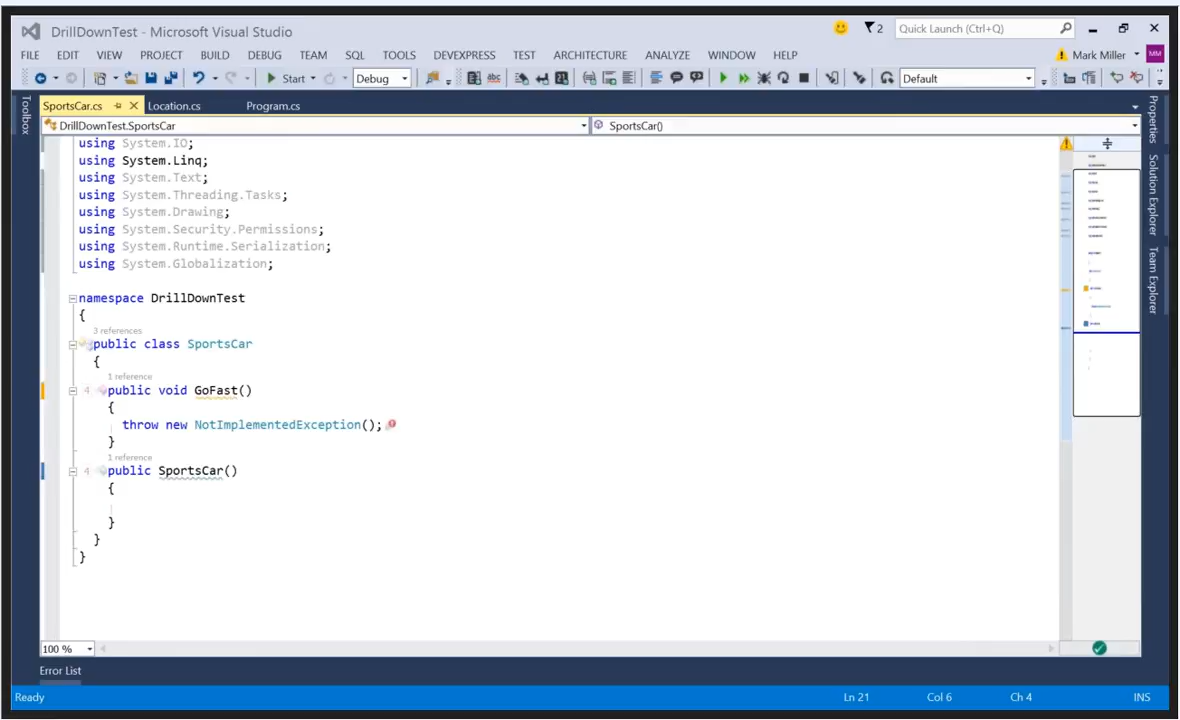 DrillDownTest - Microsoft Visual Studio
2
Quick Launch (Ctrl+Q)
FILE EDIT VIEW PROJECT BUILD DEBUG TEAM SQL TOOLS DEVEXPRESS TEST ARCHITECTURE ANALYZE WINDOW HELP
Mark Miller
MM
Start
Debug
abc
Default
Toolbox
SportsCar.cs
Location.cs
Program.cs
DrillDownTest.SportsCar
SportsCar()
using System.IO;
using System.Linq;
using System.Text;
using System.Threading.Tasks;
using System.Drawing;
using System.Security.Permissions;
using System.Runtime.Serialization;
using System.Globalization;
namespace DrillDownTest
{
3 references
public class SportsCar
{
1 reference
4 public void GoFast()
{
throw new NotImplementedException();
}
1 reference
4 public SportsCar()
{
}
}
}
Properties
Solution Explorer
Team Explorer
100 %
Error List
Ready
Ln 21
Col 6
Ch 4
INS